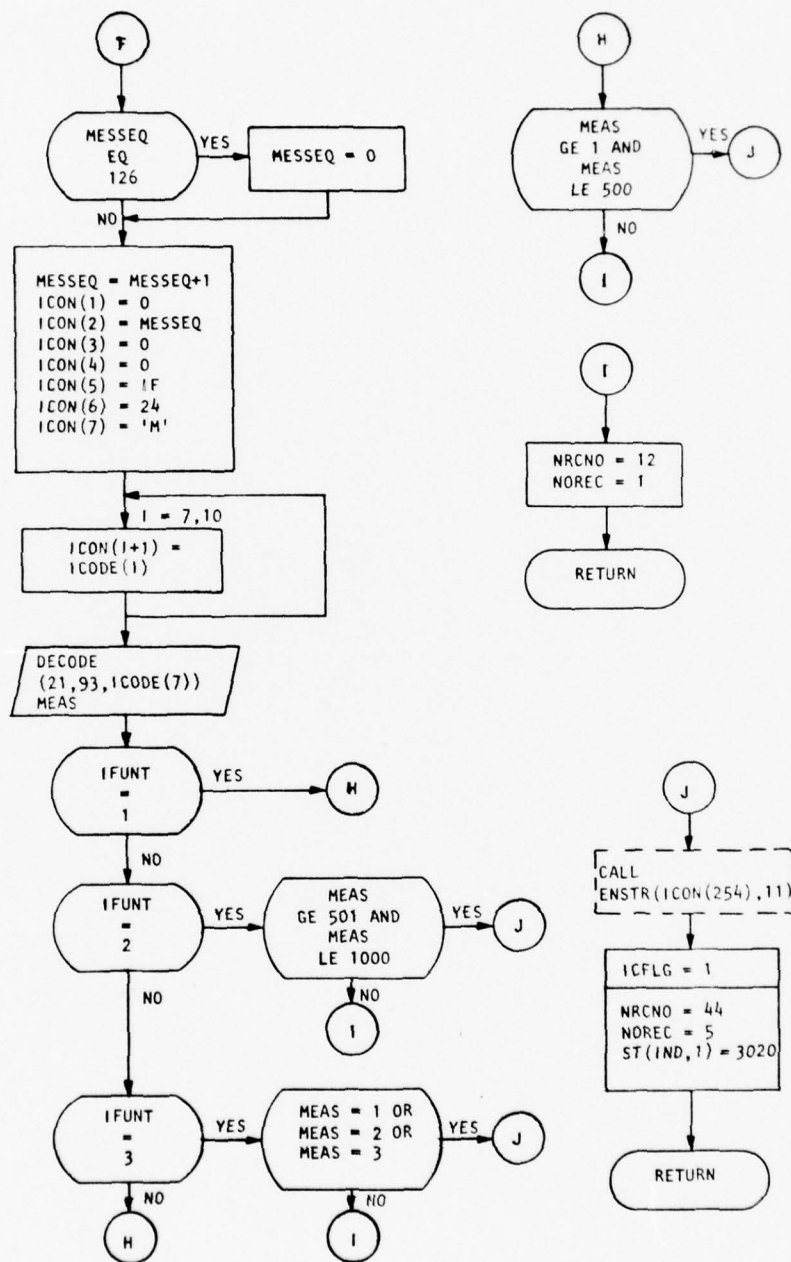 F
MESSEQ
EQ
126
YES
MESSEQ = 0
NO
MESSEQ = MESSEQ+1
ICON(1) = 0
ICON(2) = MESSEQ
ICON(3) = 0
ICON(4) = 0
ICON(5) = IF
ICON(6) = 24
ICON(7) = 'M'
I = 7,10
ICON(I+1) =
ICODE(I)
DECODE
(21,93,ICODE(7))
MEAS
IFUNT
=
1
YES
H
NO
IFUNT
=
2
YES
MEAS
GE 501 AND
MEAS
LE 1000
YES
J
NO
I
NO
IFUNT
=
3
YES
MEAS = 1 OR
MEAS = 2 OR
MEAS = 3
YES
J
NO
I
NO
H
H
MEAS
GE 1 AND
MEAS
LE 500
YES
J
NO
I
I
NRCNO = 12
NOREC = 1
RETURN
J
CALL
ENSTR(ICON(254),11)
ICFLG = 1
NRCNO = 44
NOREC = 5
ST(IND,1) = 3020
RETURN